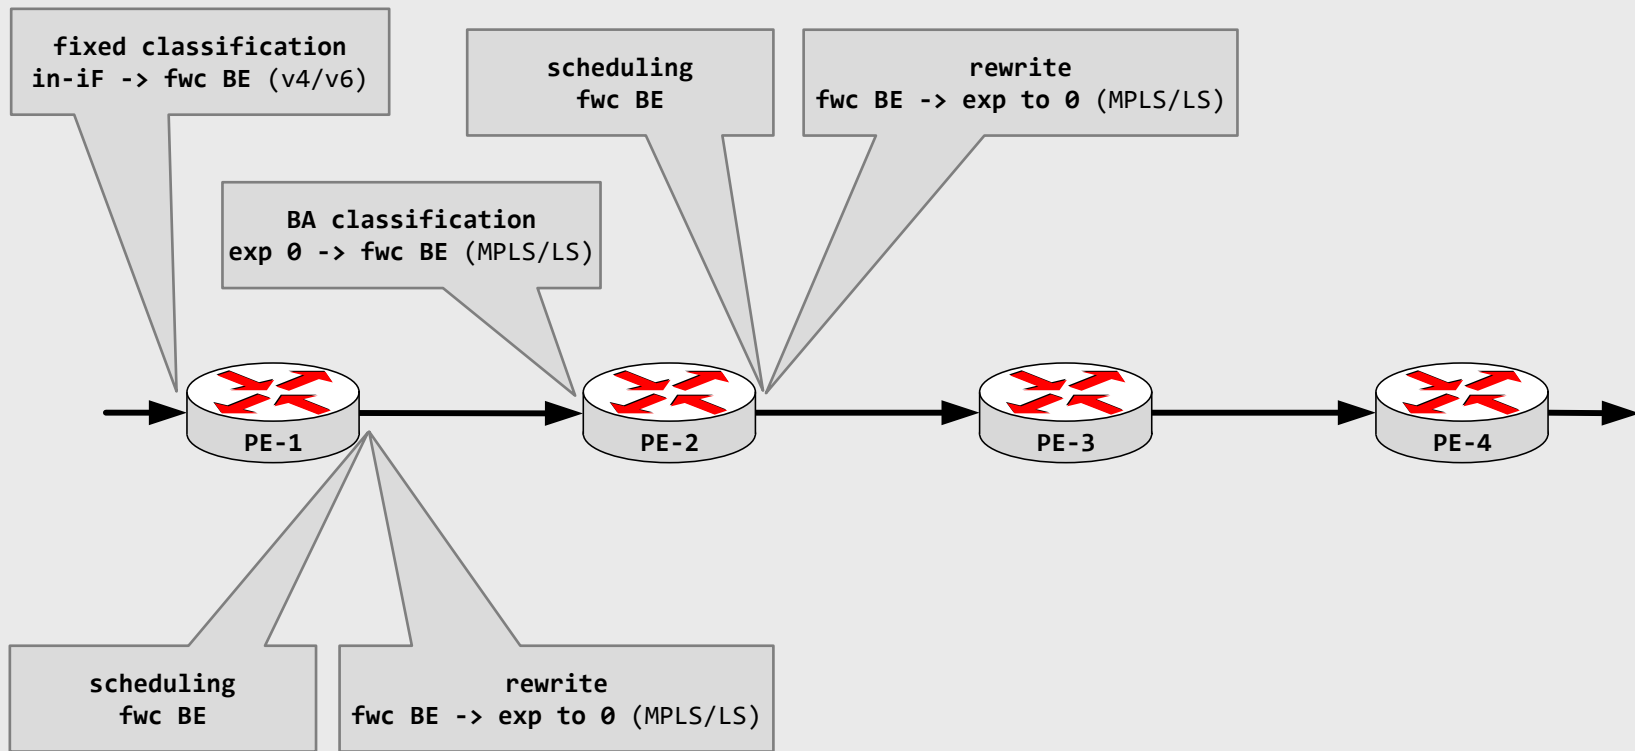 fixed classification
in-iF -> fwc BE (v4/v6)
scheduling
fwc BE
rewrite
fwc BE -> exp to 0 (MPLS/LS)
BA classification
exp 0 -> fwc BE (MPLS/LS)
PE-1
PE-2
PE-3
PE-4
scheduling
fwc BE
rewrite
fwc BE -> exp to 0 (MPLS/LS)